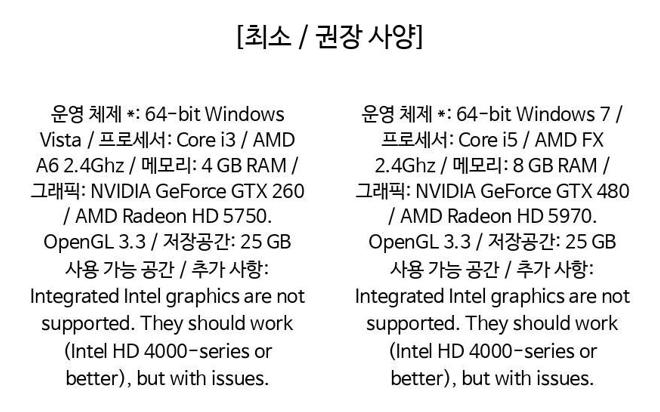 [최소 / 권장 사양]
운영 체제 *: 64-bit Windows
Vista / 프로세서: Core i3 / AMD
A6 2.4Ghz / 메모리: 4 GB RAM /
그래픽: NVIDIA GeForce GTX 260
/ AMD Radeon HD 5750.
OpenGL 3.3 / 저장공간: 25 GB
사용 가능 공간 / 추가 사항:
Integrated Intel graphics are not
supported. They should work
(Intel HD 4000-series or
better), but with issues.
운영 체제 *: 64-bit Windows 7 /
프로세서: Core i5 / AMD FX
2.4Ghz / 메모리: 8 GB RAM /
그래픽: NVIDIA GeForce GTX 480
/ AMD Radeon HD 5970.
OpenGL 3.3 / 저장공간: 25 GB
사용 가능 공간 / 추가 사항:
Integrated Intel graphics are not
supported. They should work
(Intel HD 4000-series or
better), but with issues.